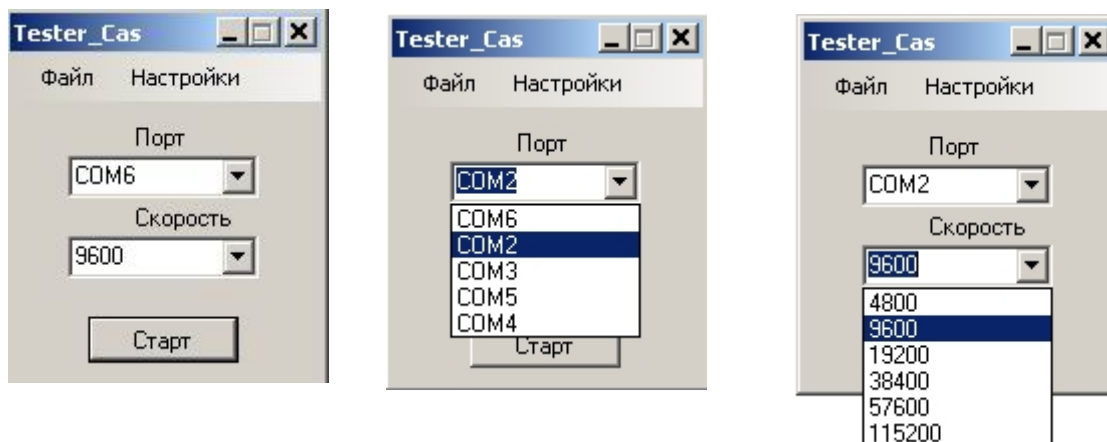 Tester_Cas
Файл Настройки
Порт
COM6
Скорость
9600
Старт
Tester_Cas
Файл Настройки
Порт
COM2
COM6
COM2
COM3
COM5
COM4
Старт
Tester_Cas
Файл Настройки
Порт
COM2
Скорость
9600
4800
9600
19200
38400
57600
115200